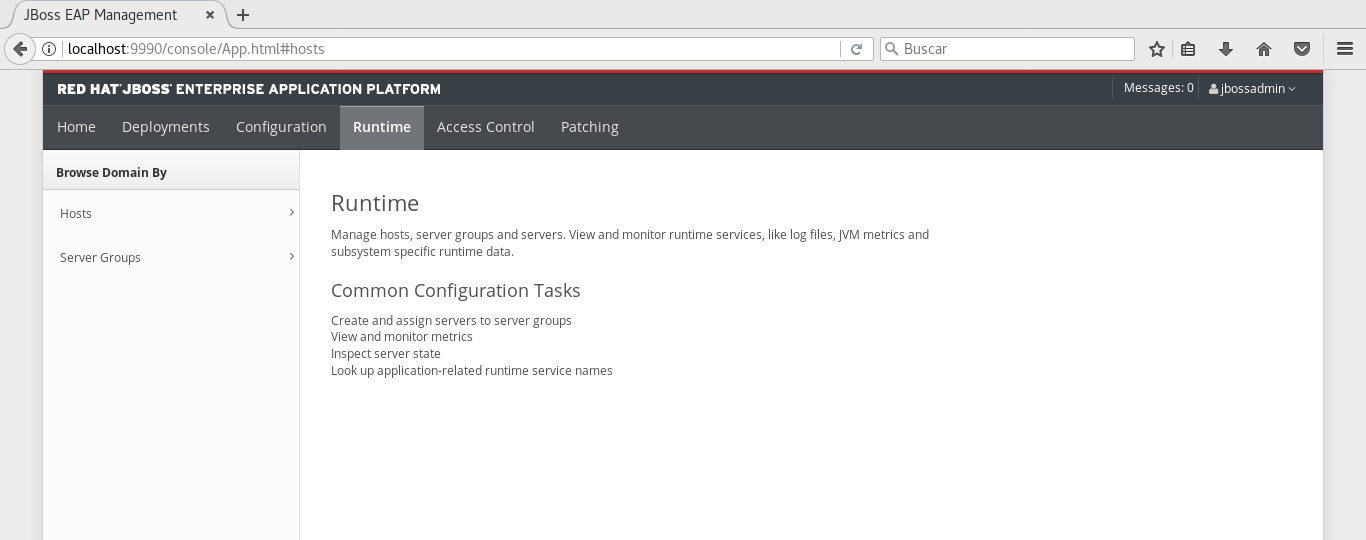 JBoss EAP Management
localhost:9990/console/App.html#hosts
Buscar
RED HAT JBOSS ENTERPRISE APPLICATION PLATFORM
Messages: 0
jbossadmin
Home Deployments Configuration Runtime Access Control Patching
Browse Domain By
Hosts
Server Groups
Runtime
Manage hosts, server groups and servers. View and monitor runtime services, like log files, JVM metrics and
subsystem specific runtime data.
Common Configuration Tasks
Create and assign servers to server groups
View and monitor metrics
Inspect server state
Look up application-related runtime service names